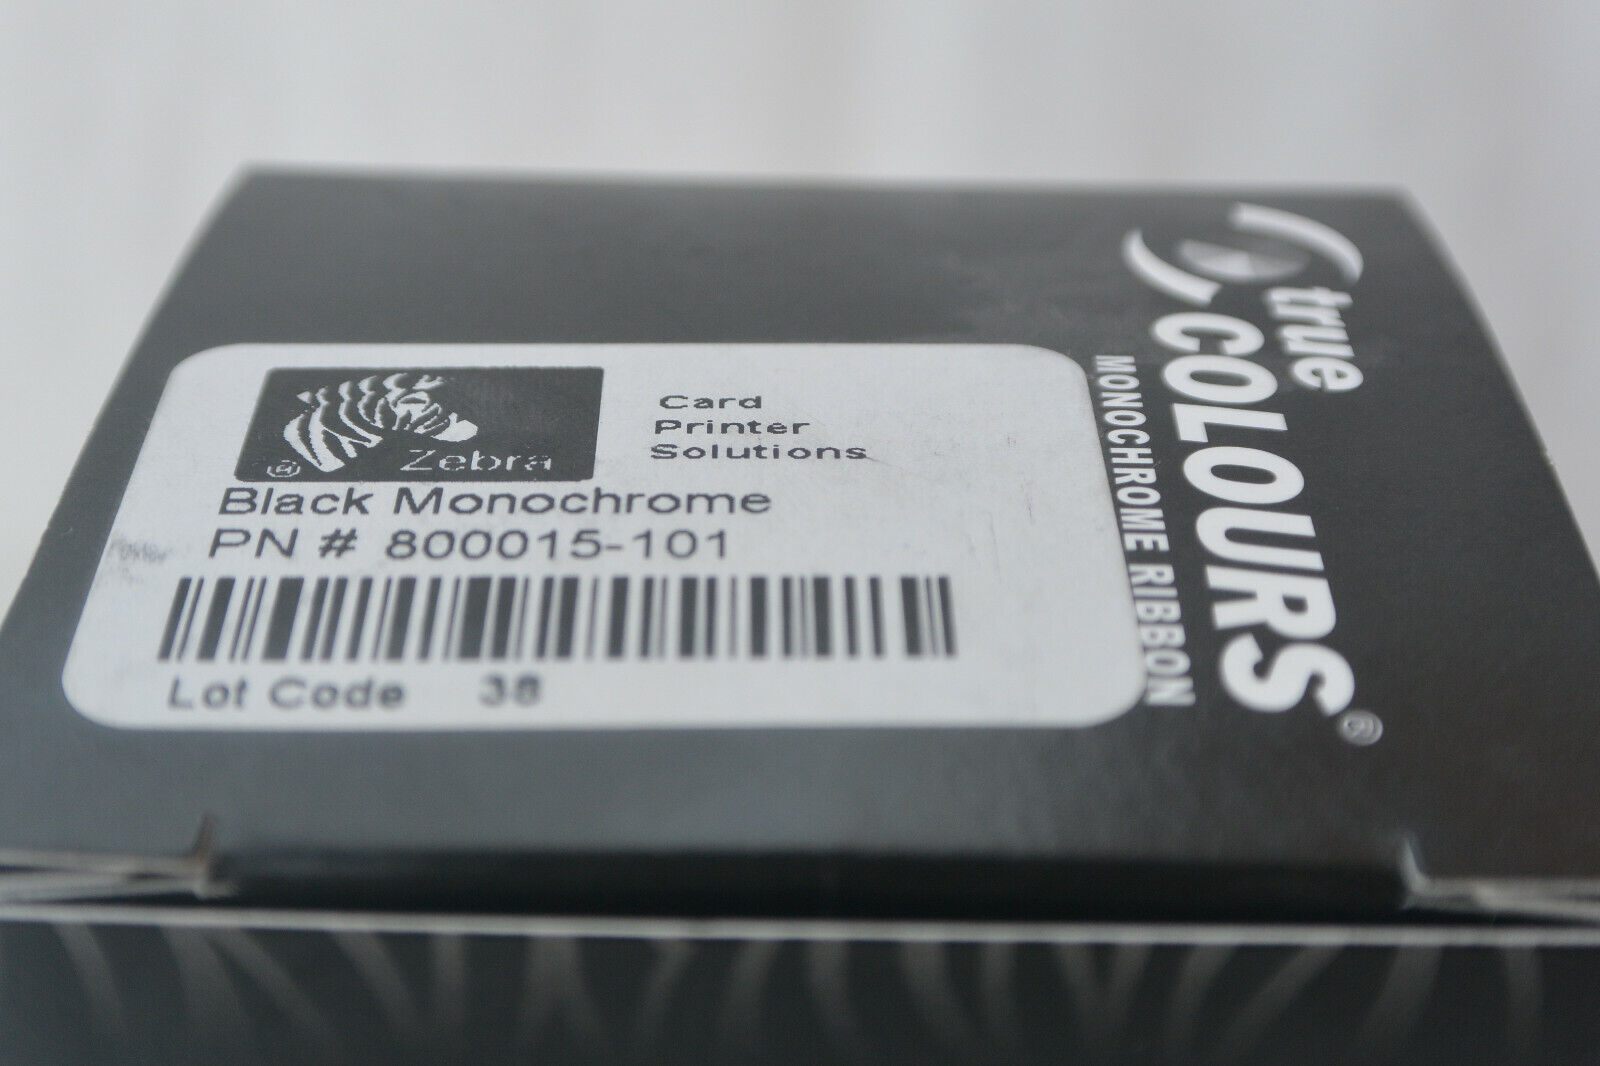 Zebra
®
Card
Printer
Solutions
Black Monochrome
PN # 800015-101
Lot Code 38
true
COLOURS®
MONOCHROME RIBBON